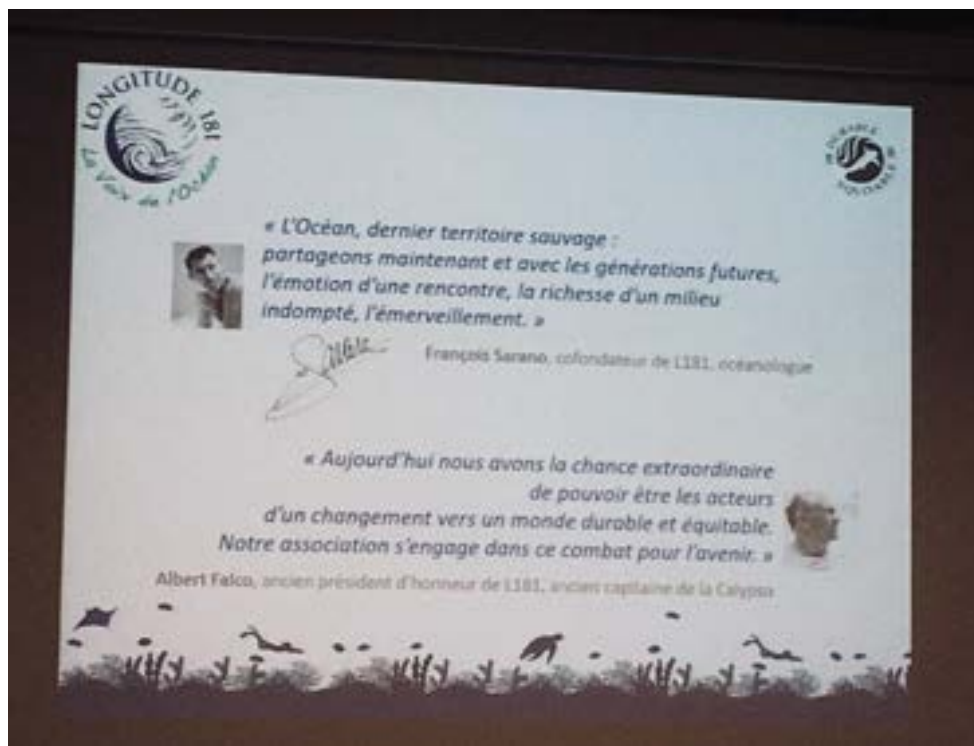 LONGITUDE 181
La Voix de l'Océan
DURABLE
EQUITABLE
« L'Océan, dernier territoire sauvage :
partageons maintenant et avec les générations futures,
l'émotion d'une rencontre, la richesse d'un milieu
indompté, l'émerveillement. »
François Sarano, cofondateur de L181, océanologue
« Aujourd'hui nous avons la chance extraordinaire
de pouvoir être les acteurs
d'un changement vers un monde durable et équitable.
Notre association s'engage dans ce combat pour l'avenir. »
Albert Falco, ancien président d'honneur de L181, ancien capitaine de la Calypso